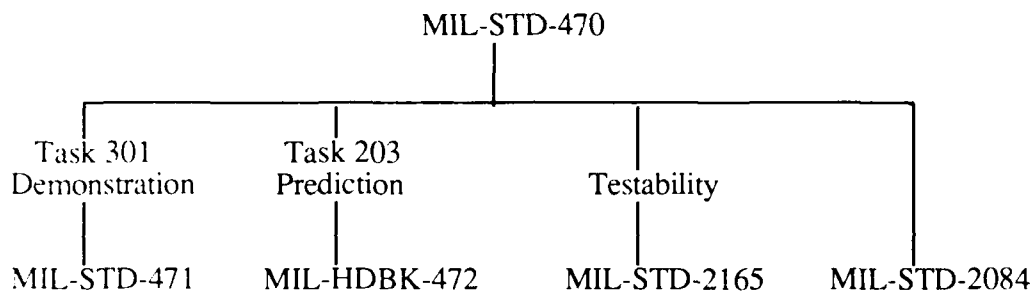 MIL-STD-470
Task 301
Demonstration
Task 203
Prediction
Testability
MIL-STD-471
MIL-HDBK-472
MIL-STD-2165
MIL-STD-2084